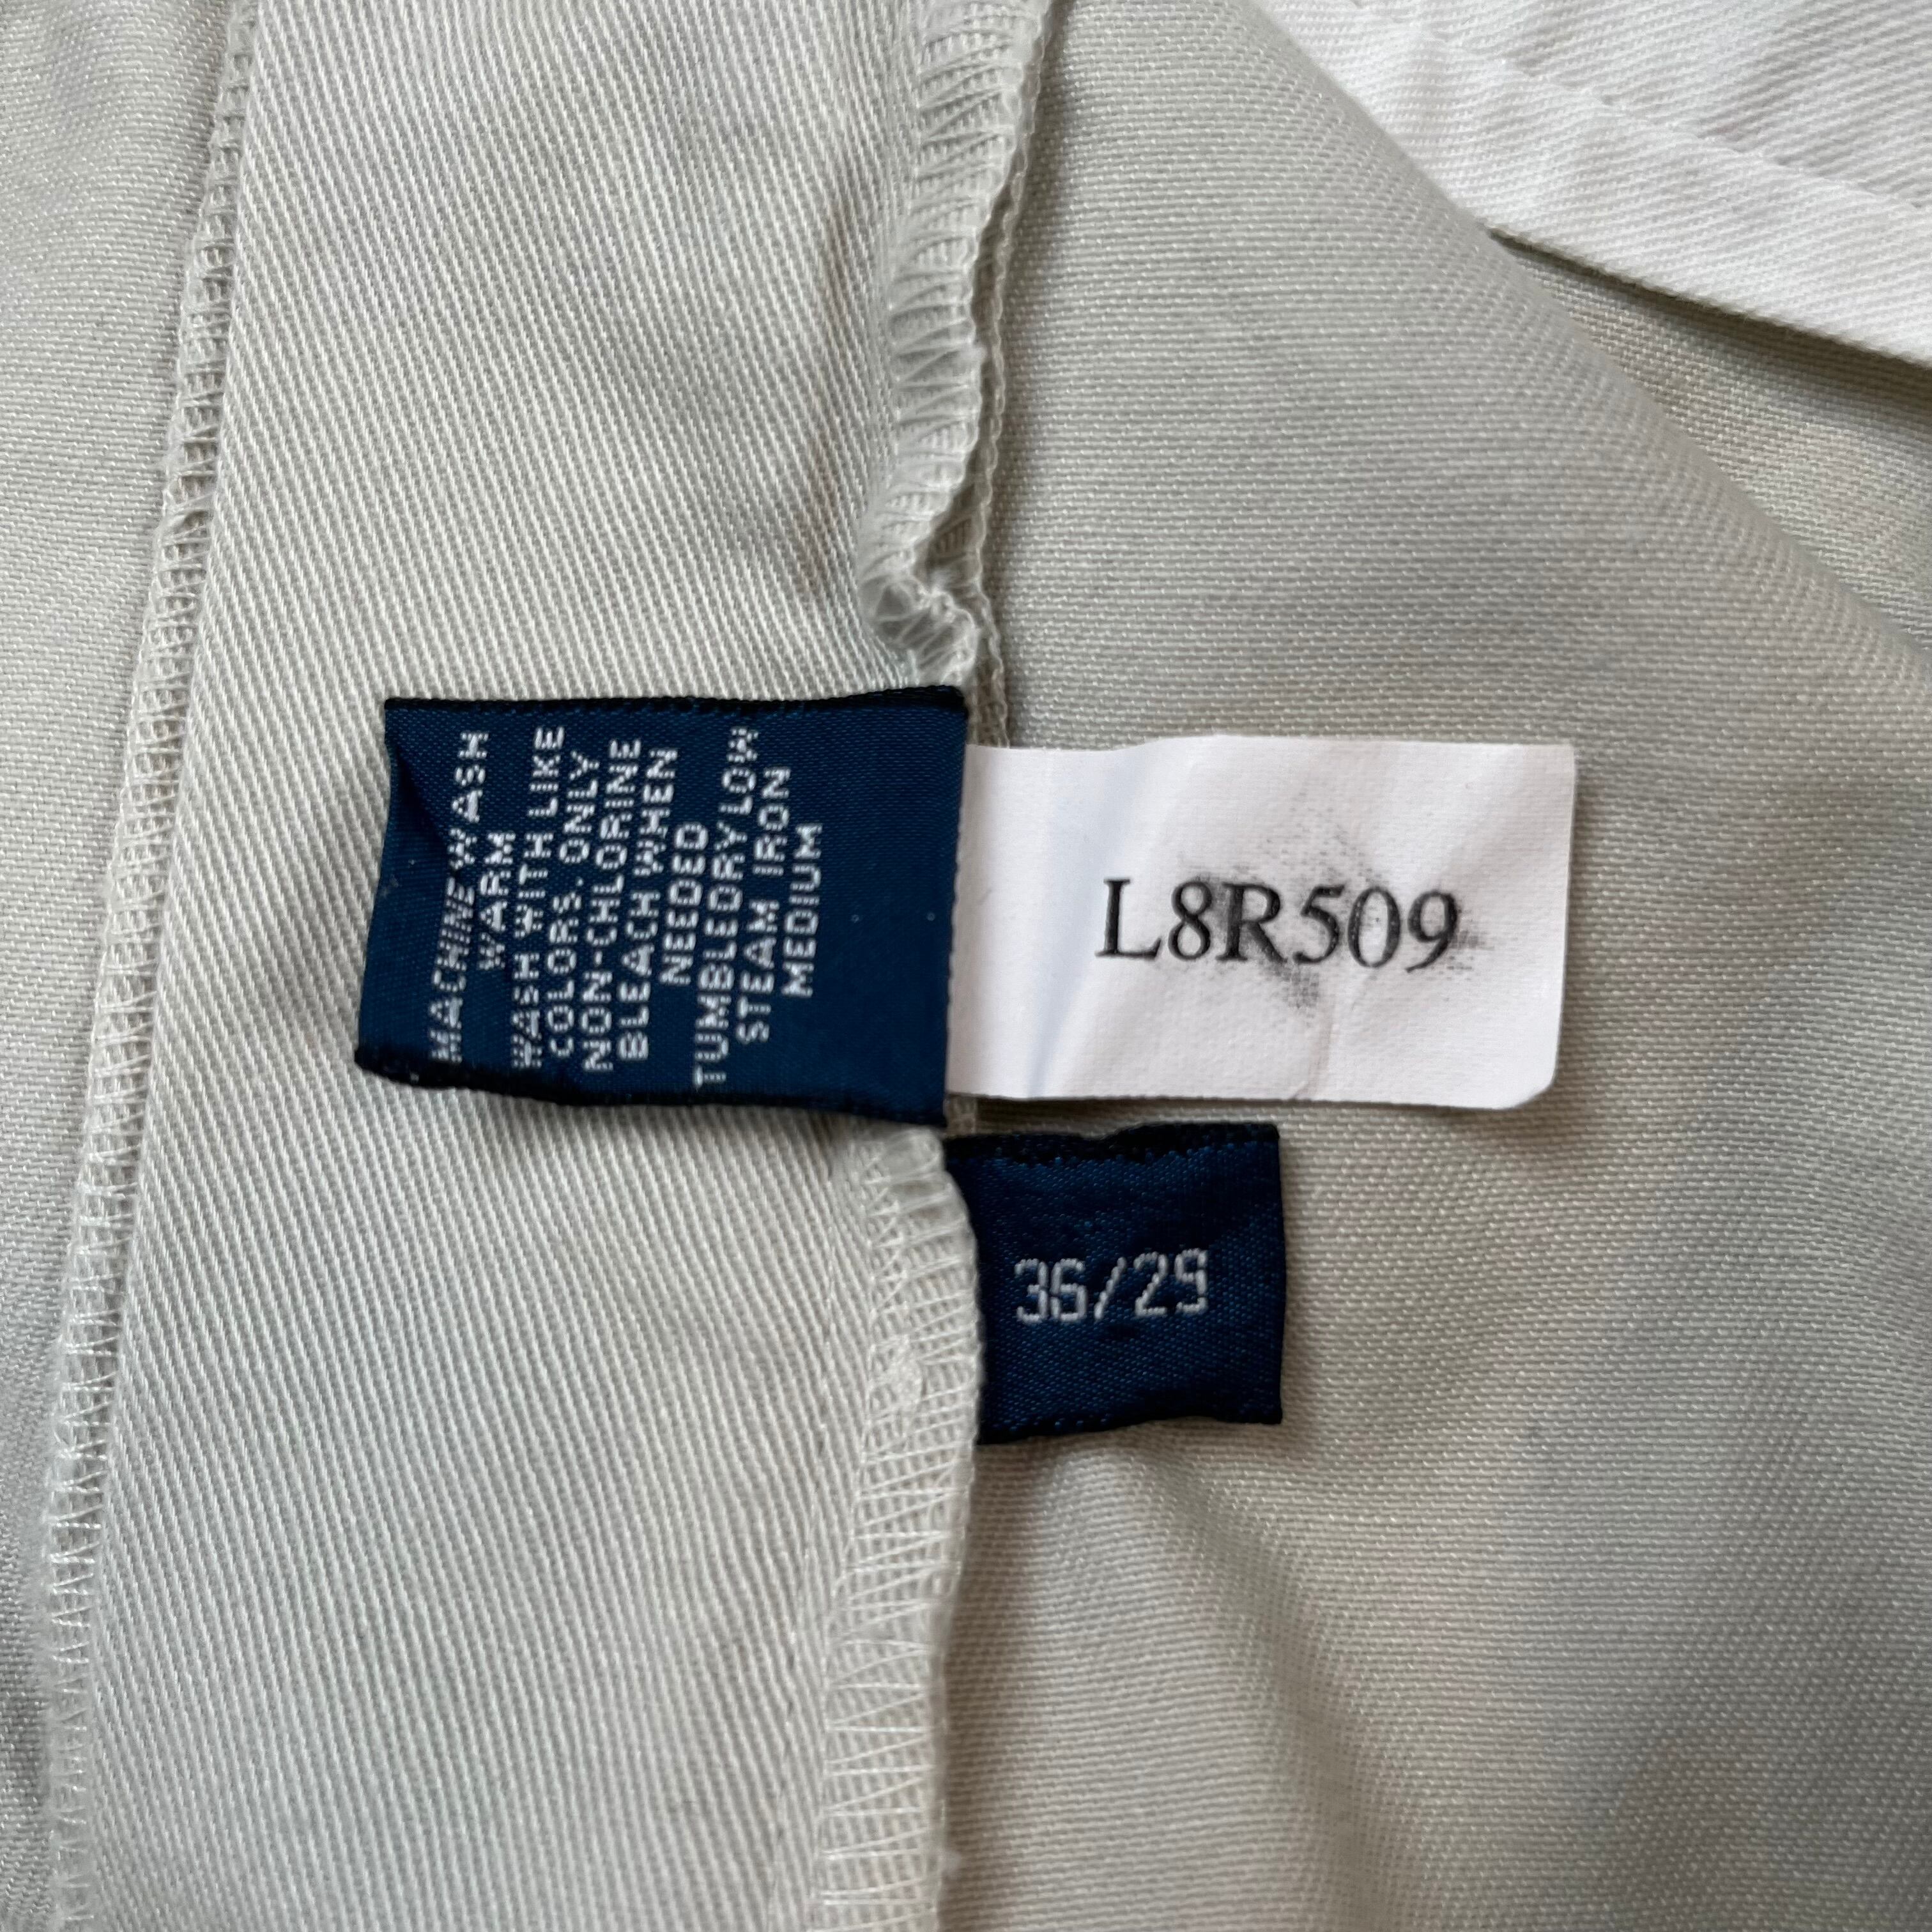 MACHINE WASH
WARM
WASH WITH LIKE
COLORS. ONLY
NON-CHLORINE
BLEACH WHEN
NEEDED
TUMBLE DRY LOW
STEAM IRON
MEDIUM
L8R509
36/29